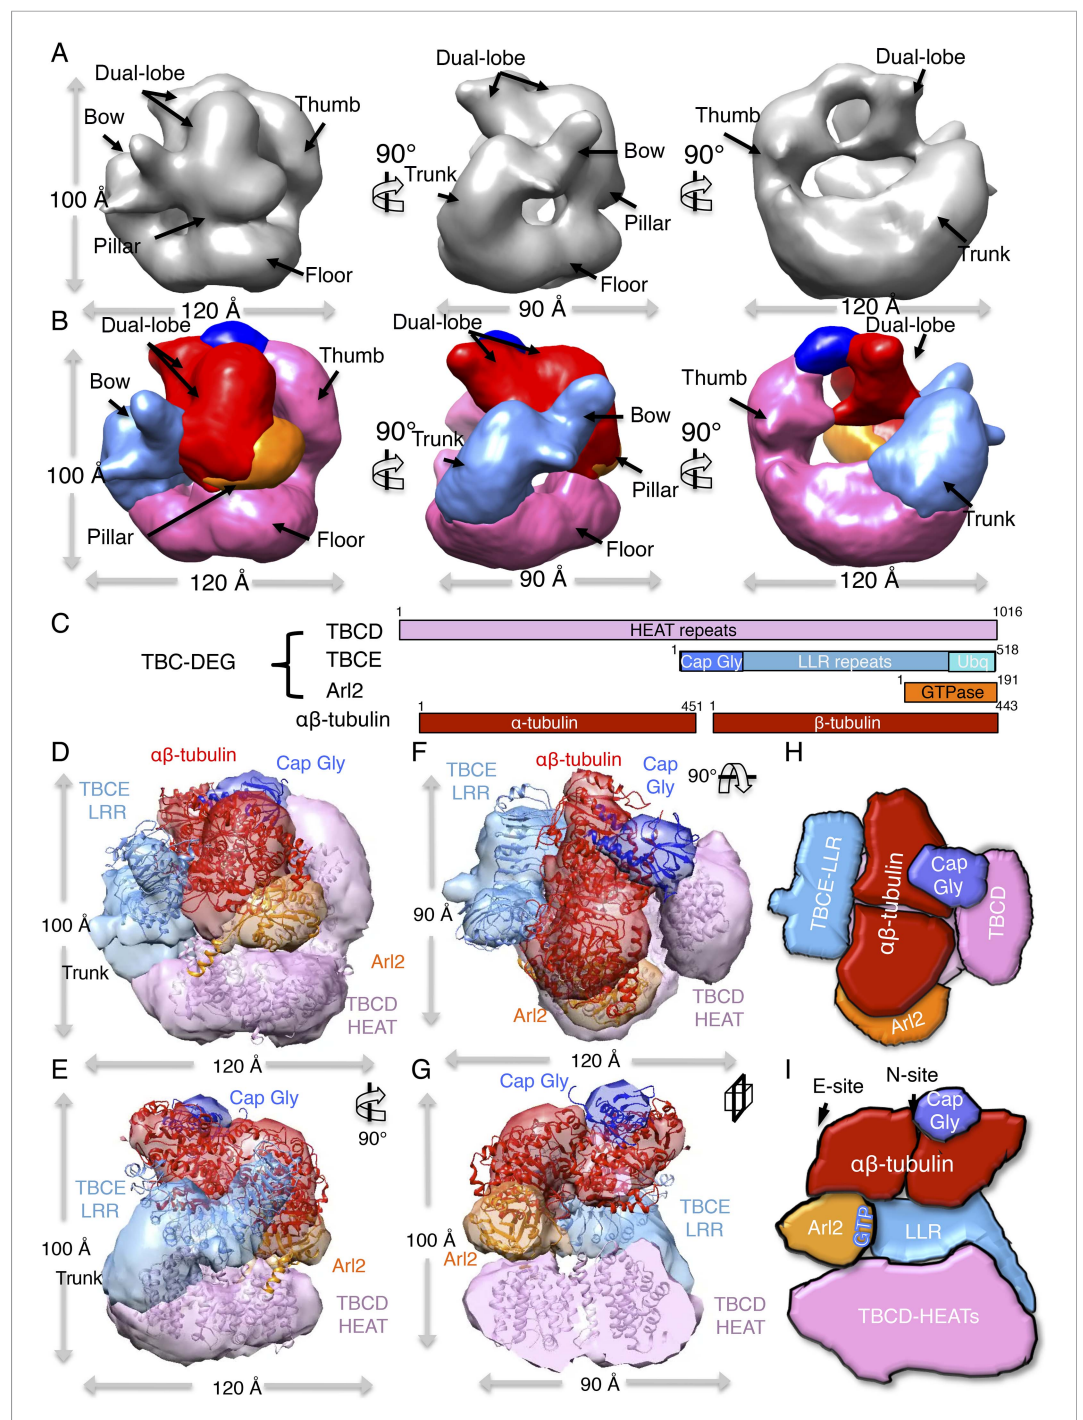 A
Dual-lobe
Bow
Thumb
100 Å
Pillar
Floor
120 Å
90°
Dual-lobe
Trunk
Bow
Pillar
Floor
90 Å
90°
Dual-lobe
Thumb
Trunk
120 Å
B
Dual-lobe
Bow
Thumb
100 Å
Pillar
Floor
120 Å
90°
Dual-lobe
Trunk
Bow
Pillar
Floor
90 Å
90°
Dual-lobe
Thumb
Trunk
120 Å
C
TBC-DEG
TBCD
1
1016
HEAT repeats
TBCE
1
518
Cap Gly
LLR repeats
Ubq
Arl2
1
191
GTPase
αβ-tubulin
1
451
α-tubulin
1
443
β-tubulin
D
αβ-tubulin
Cap Gly
TBCE
LRR
100 Å
Trunk
Arl2
TBCD
HEAT
120 Å
F
αβ-tubulin
Cap
Gly
TBCE
LRR
90°
90 Å
Arl2
TBCD
HEAT
120 Å
H
TBCE-LLR
αβ-tubulin
Cap
Gly
TBCD
Arl2
E
Cap Gly
90°
TBCE
LRR
100 Å
Trunk
Arl2
TBCD
HEAT
120 Å
G
Cap Gly
TBCE
LRR
100 Å
Arl2
TBCD
HEAT
90 Å
I
E-site
N-site
Cap
Gly
αβ-tubulin
Arl2
GTP
LLR
TBCD-HEATs